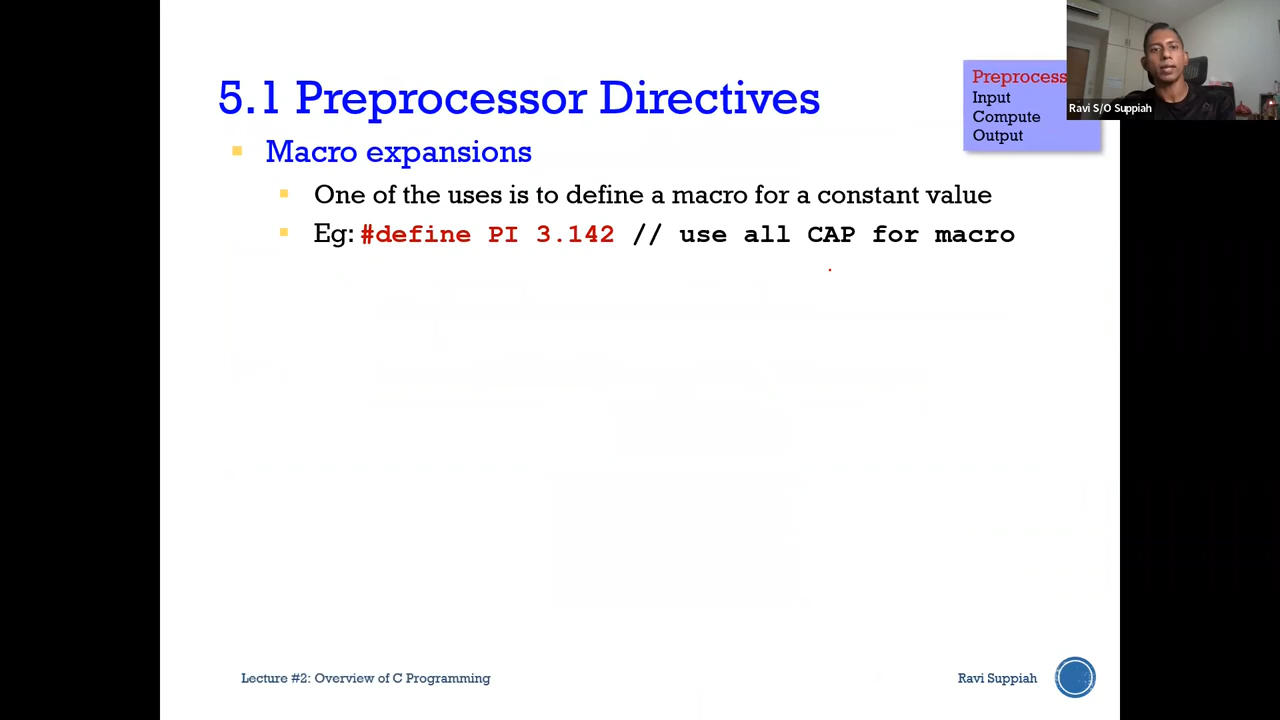 5.1 Preprocessor Directives
Preprocess
Input
Compute
Output
Ravi S/O Suppiah
Macro expansions
One of the uses is to define a macro for a constant value
Eg: #define PI 3.142 // use all CAP for macro
Lecture #2: Overview of C Programming
Ravi Suppiah